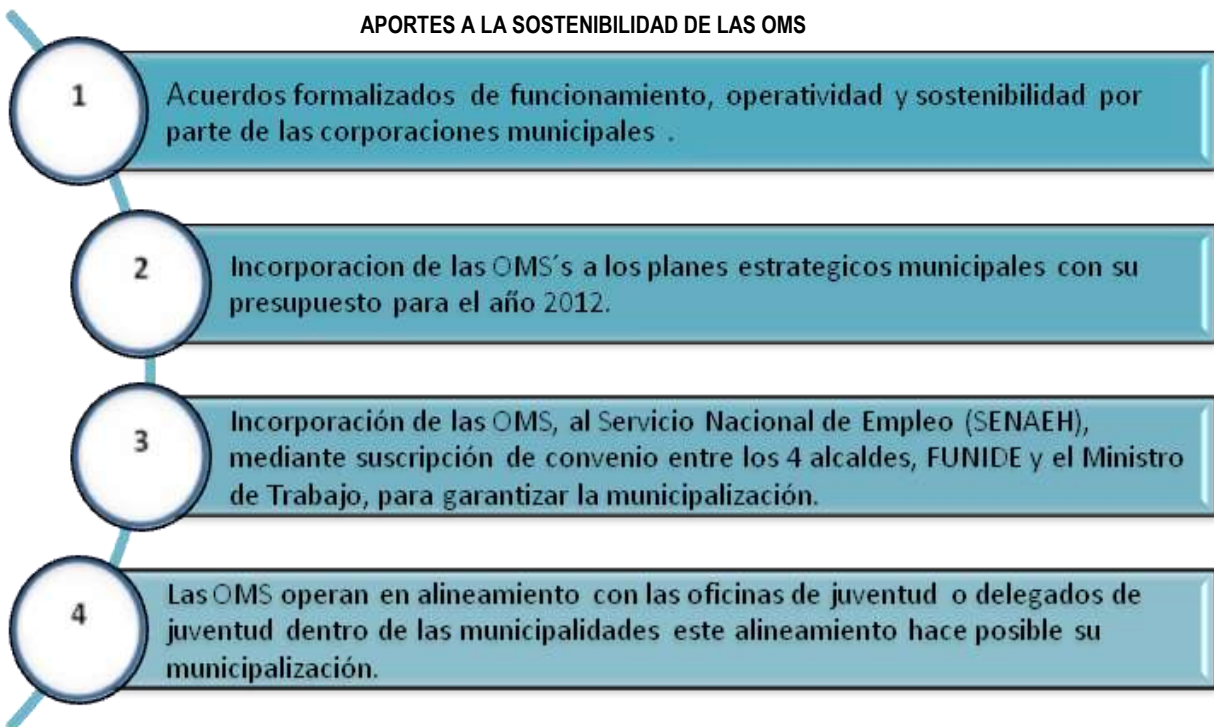 APORTES A LA SOSTENIBILIDAD DE LAS OMS
1
Acuerdos formalizados de funcionamiento, operatividad y sostenibilidad por
parte de las corporaciones municipales .
2
Incorporacion de las OMS´s a los planes estrategicos municipales con su
presupuesto para el año 2012.
3
Incorporación de las OMS, al Servicio Nacional de Empleo (SENAEH),
mediante suscripción de convenio entre los 4 alcaldes, FUNIDE y el Ministro
de Trabajo, para garantizar la municipalización.
4
Las OMS operan en alineamiento con las oficinas de juventud o delegados de
juventud dentro de las municipalidades este alineamiento hace posible su
municipalización.